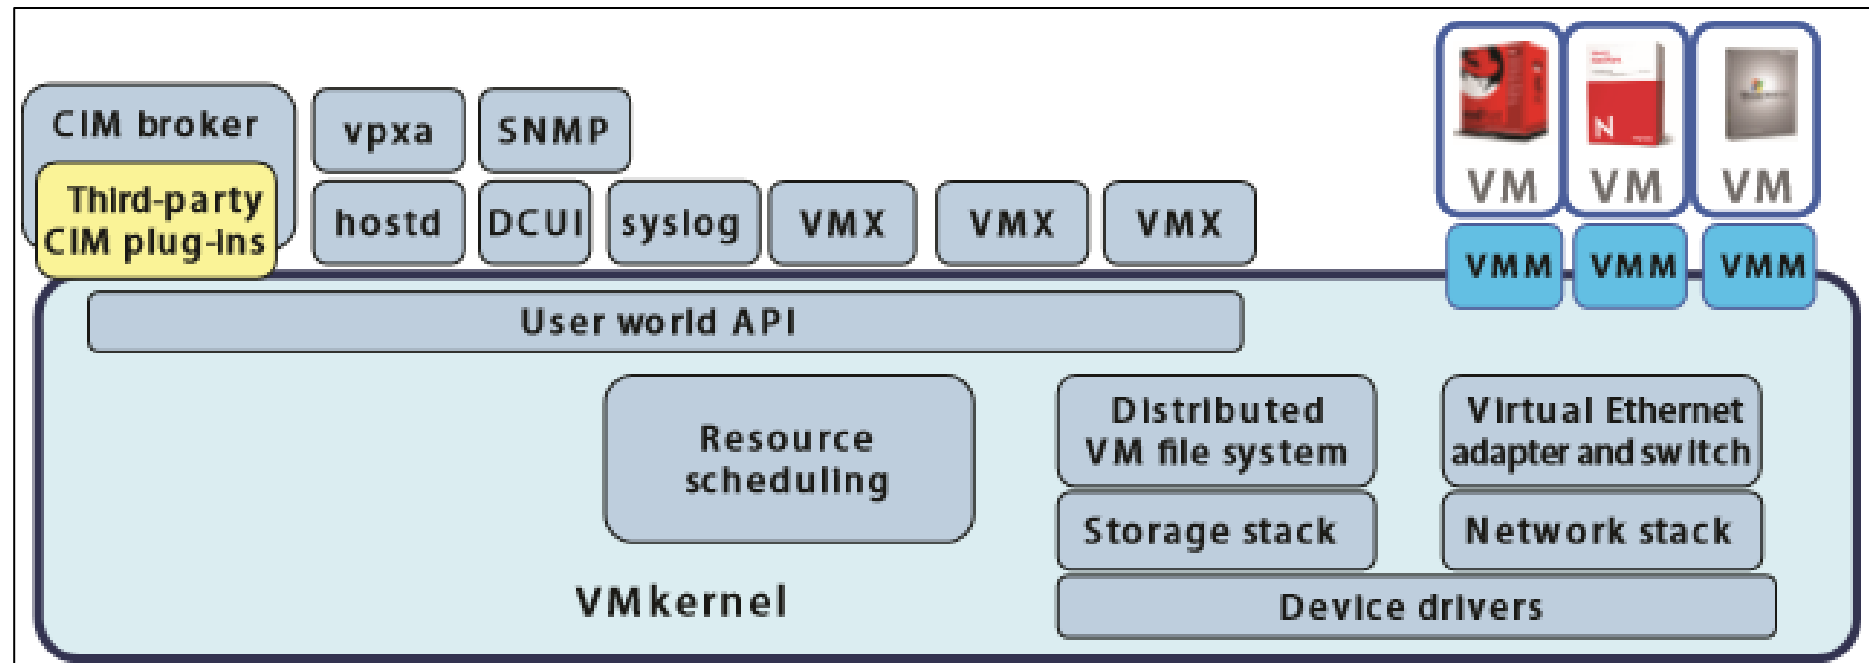 CIM broker
Third-party
CIM plug-ins
vpxa
SNMP
hostd
DCUI
syslog
VMX
VMX
VMX
N
VM
VM
VM
VMM
VMM
VMM
User world API
Resource
scheduling
Distributed
VM file system
Virtual Ethernet
adapter and switch
Storage stack
Network stack
VMkernel
Device drivers